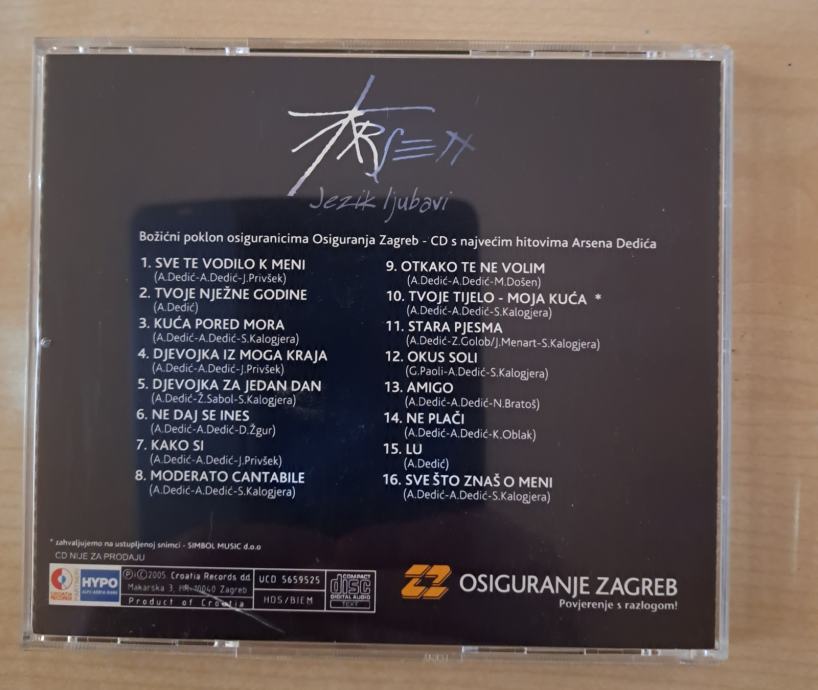 ARSEN
Jezik ljubavi
Božićni poklon osiguranicima Osiguranja Zagreb - CD s najvećim hitovima Arsena Dedića
1. SVE TE VODILO K MENI
(A.Dedić-A.Dedić-J.Privšek)
2. TVOJE NJEŽNE GODINE
(A.Dedić)
3. KUĆA PORED MORA
(A.Dedić-A.Dedić-S.Kalogjera)
4. DJEVOJKA IZ MOGA KRAJA
(A.Dedić-A.Dedić-J.Privšek)
5. DJEVOJKA ZA JEDAN DAN
(A.Dedić-Ž.Sabol-S.Kalogjera)
6. NE DAJ SE INES
(A.Dedić-A.Dedić-D.Žgur)
7. KAKO SI
(A.Dedić-A.Dedić-J.Privšek)
8. MODERATO CANTABILE
(A.Dedić-A.Dedić-S.Kalogjera)
9. OTKAKO TE NE VOLIM
(A.Dedić-A.Dedić-M.Došen)
10. TVOJE TIJELO - MOJA KUĆA *
(A.Dedić-A.Dedić-S.Kalogjera)
11. STARA PJESMA
(A.Dedić-Z.Golob/J.Menart-S.Kalogjera)
12. OKUS SOLI
(G.Paoli-A.Dedić-S.Kalogjera)
13. AMIGO
(A.Dedić-A.Dedić-N.Bratoš)
14. NE PLAČI
(A.Dedić-A.Dedić-K.Oblak)
15. LU
(A.Dedić)
16. SVE ŠTO ZNAŠ O MENI
(A.Dedić-A.Dedić-S.Kalogjera)
* zahvaljujemo na ustupljenoj snimci - SIMBOL MUSIC d.o.o
CD NIJE ZA PRODAJU
CROATIA RECORDS
HYPO
ALPE-ADRIA-BANK
Ⓟ i Ⓒ 2005 Croatia Records dd
Makarska 3, HR-10040 Zagreb
Product of Croatia
UCD 5659525
HDS/BIEM
COMPACT
disc
DIGITAL AUDIO
TEXT
OSIGURANJE ZAGREB
Povjerenje s razlogom!